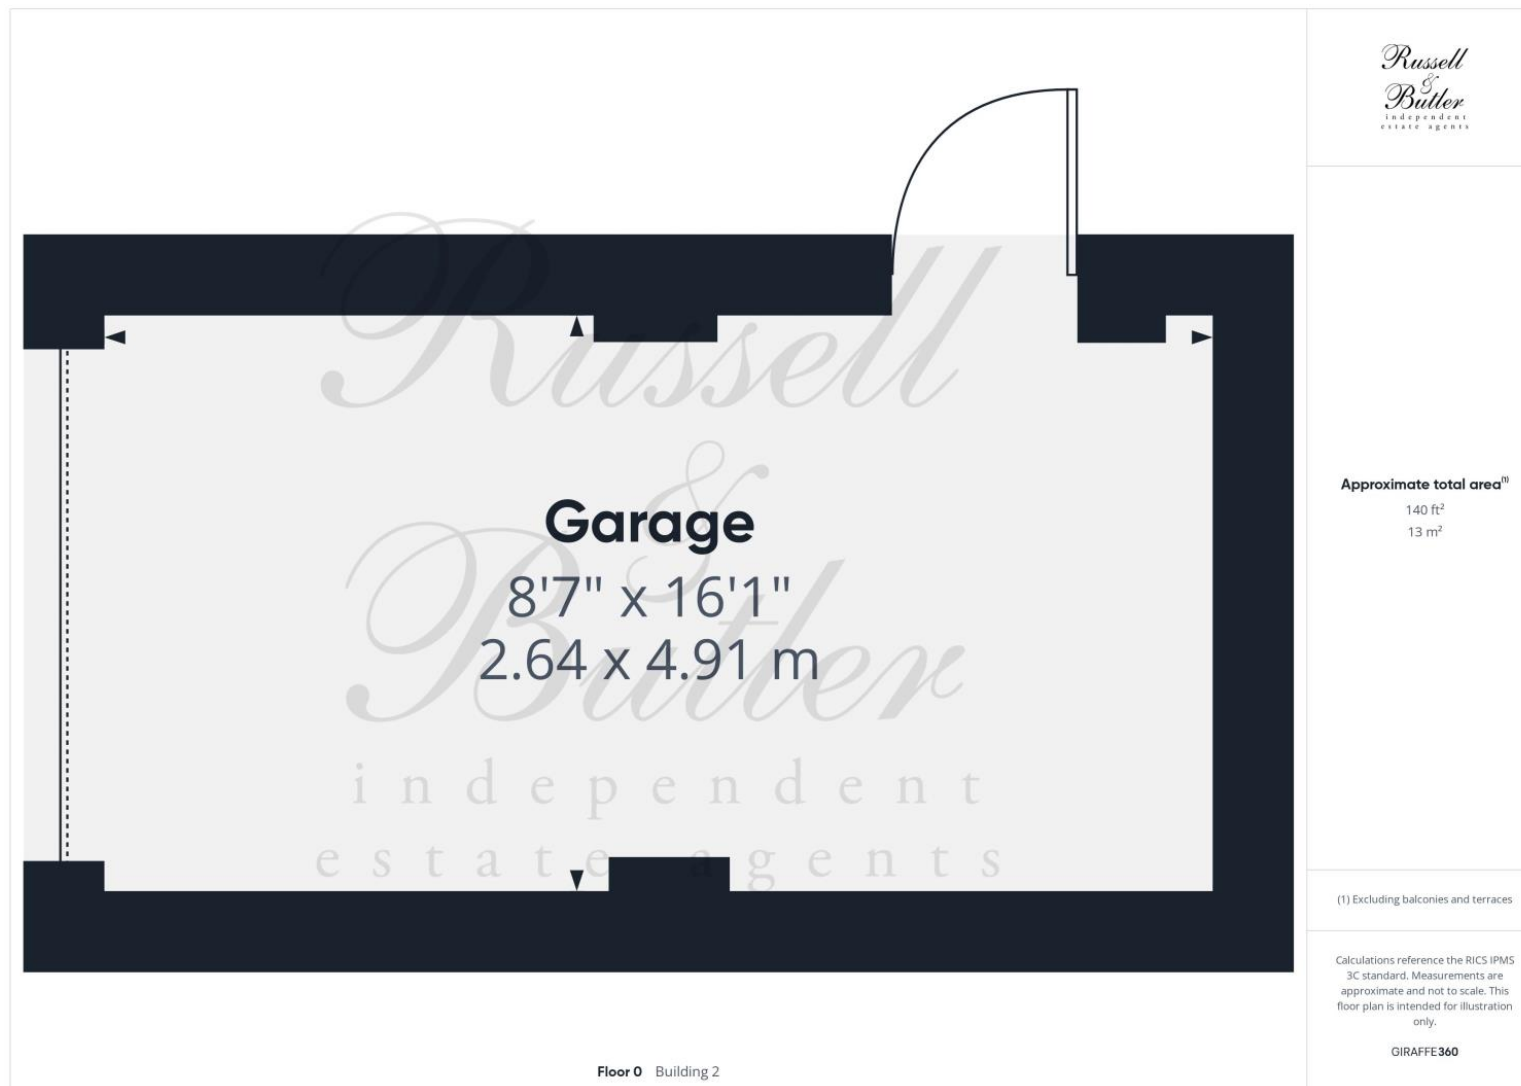 Russell
&
Butler
independent
estate agents
Garage
8'7" x 16'1"
2.64 x 4.91 m
Floor 0 Building 2
Russell
&
Butler
independent
estate agents
Approximate total area(1)
140 ft²
13 m²
(1) Excluding balconies and terraces
Calculations reference the RICS IPMS
3C standard. Measurements are
approximate and not to scale. This
floor plan is intended for illustration
only.
GIRAFFE360